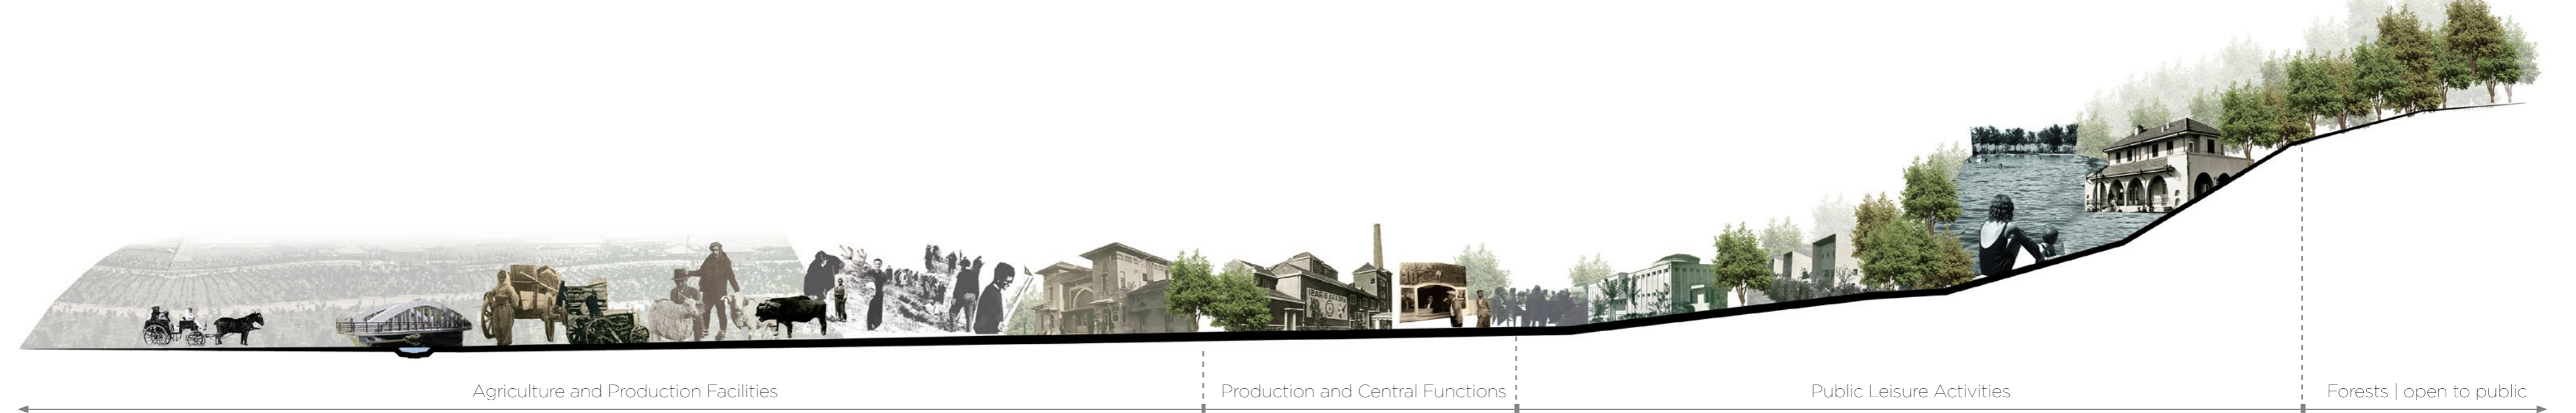 Agriculture and Production Facilities
Production and Central Functions
Public Leisure Activities
Forests | open to public